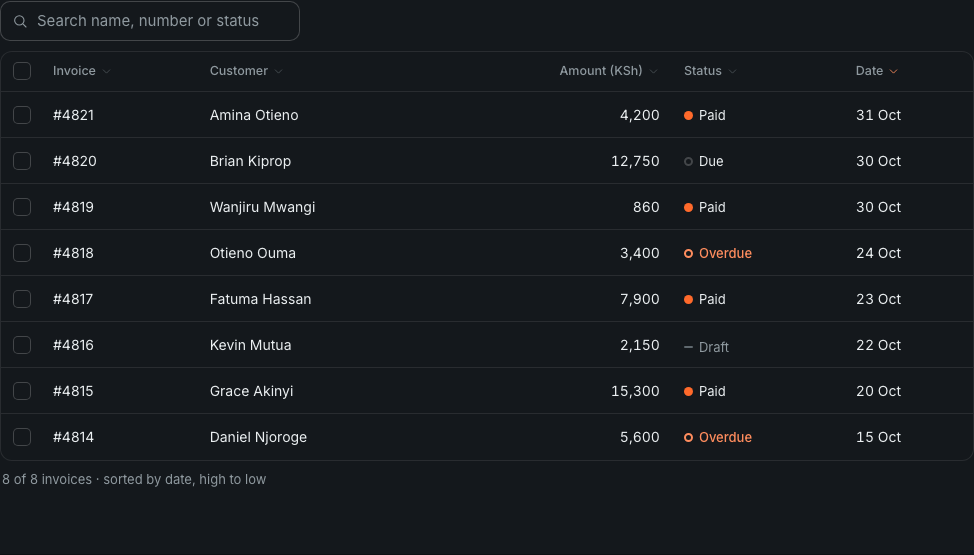 Search name, number or status
Invoice Customer Amount (KSh) Status Date
#4821 Amina Otieno 4,200 Paid 31 Oct
#4820 Brian Kiprop 12,750 Due 30 Oct
#4819 Wanjiru Mwangi 860 Paid 30 Oct
#4818 Otieno Ouma 3,400 Overdue 24 Oct
#4817 Fatuma Hassan 7,900 Paid 23 Oct
#4816 Kevin Mutua 2,150 Draft 22 Oct
#4815 Grace Akinyi 15,300 Paid 20 Oct
#4814 Daniel Njoroge 5,600 Overdue 15 Oct
8 of 8 invoices · sorted by date, high to low